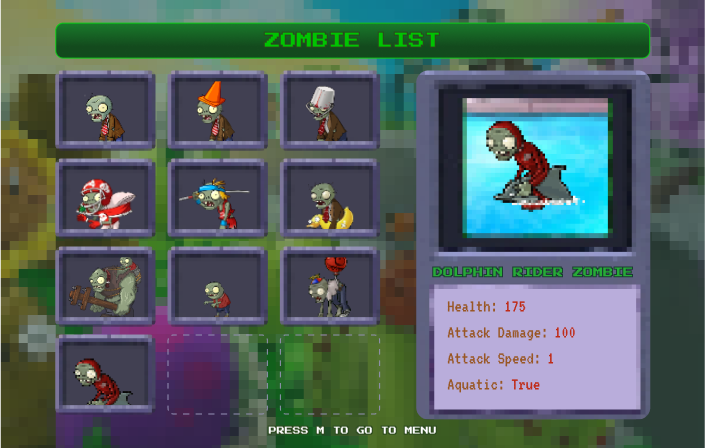 ZOMBIE LIST
DOLPHIN RIDER ZOMBIE
Health: 175
Attack Damage: 100
Attack Speed: 1
Aquatic: True
PRESS M TO GO TO MENU